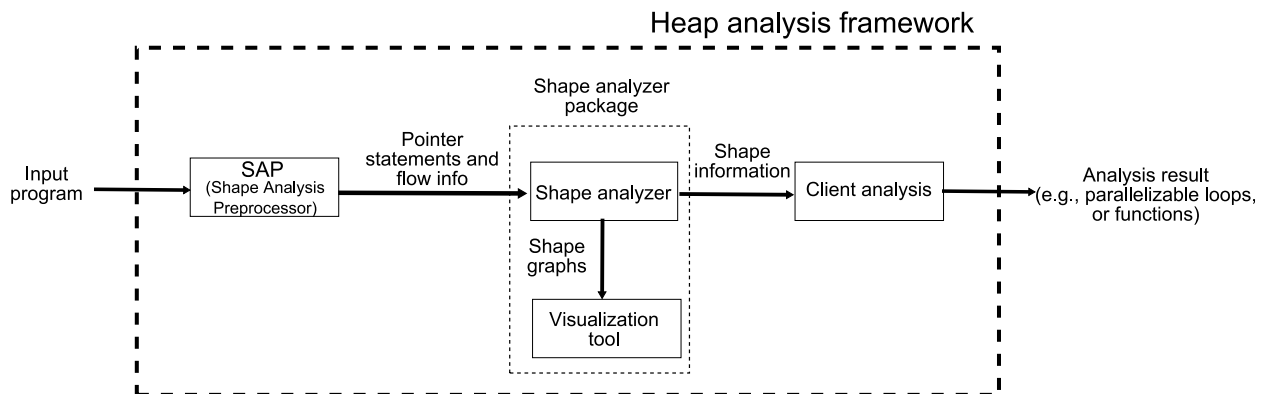 Heap analysis framework
Shape analyzer
package
Input
program
SAP
(Shape Analysis
Preprocessor)
Pointer
statements and
flow info
Shape analyzer
Shape
information
Client analysis
Analysis result
(e.g., parallelizable loops,
or functions)
Shape
graphs
Visualization
tool